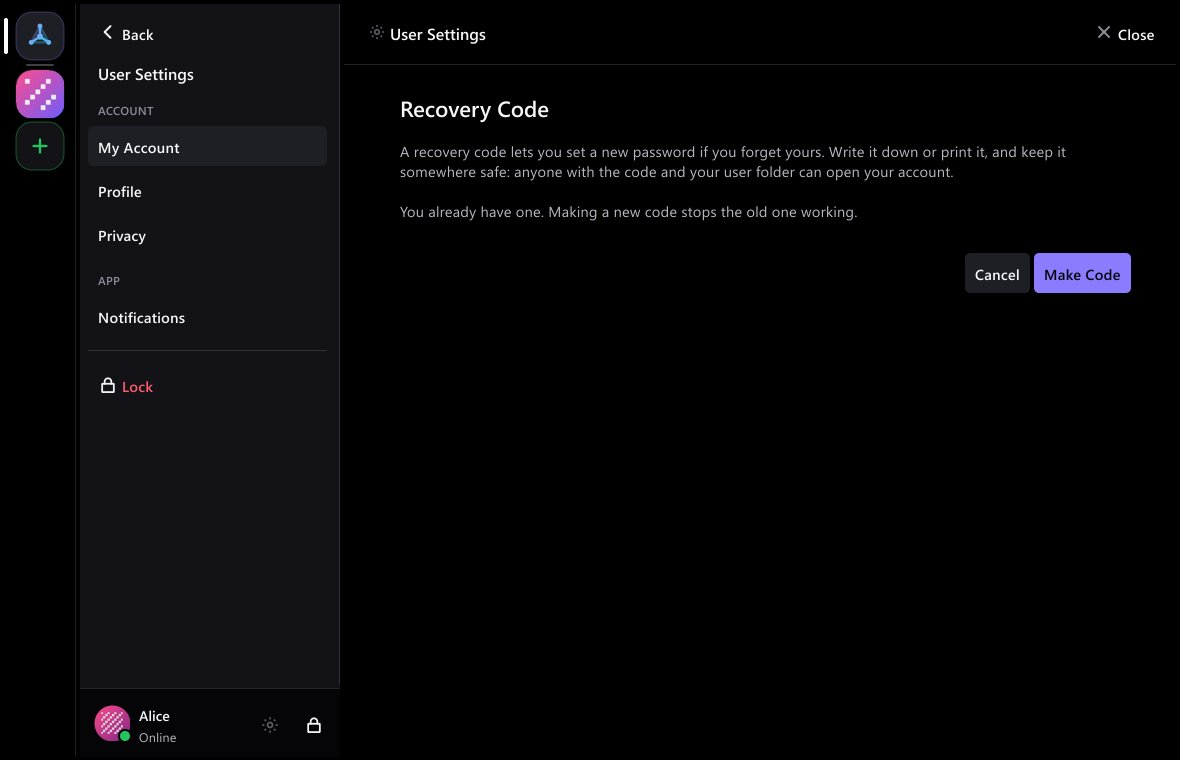 Back
User Settings
ACCOUNT
My Account
Profile
Privacy
APP
Notifications
Lock
Alice
Online
User Settings
Close
Recovery Code
A recovery code lets you set a new password if you forget yours. Write it down or print it, and keep it
somewhere safe: anyone with the code and your user folder can open your account.
You already have one. Making a new code stops the old one working.
Cancel
Make Code